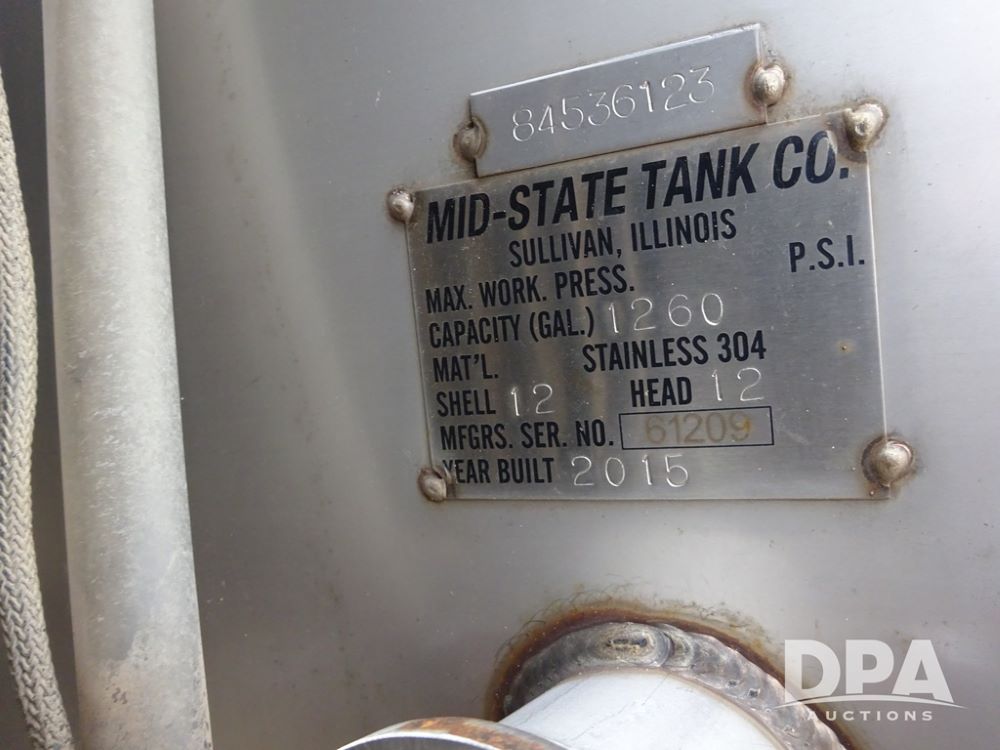 84536123
MID-STATE TANK CO.
SULLIVAN, ILLINOIS
MAX. WORK. PRESS. P.S.I.
CAPACITY (GAL.) 1260
MAT'L. STAINLESS 304
SHELL 12 HEAD 12
MFGRS. SER. NO. 61209
YEAR BUILT 2015
DPA
AUCTIONS